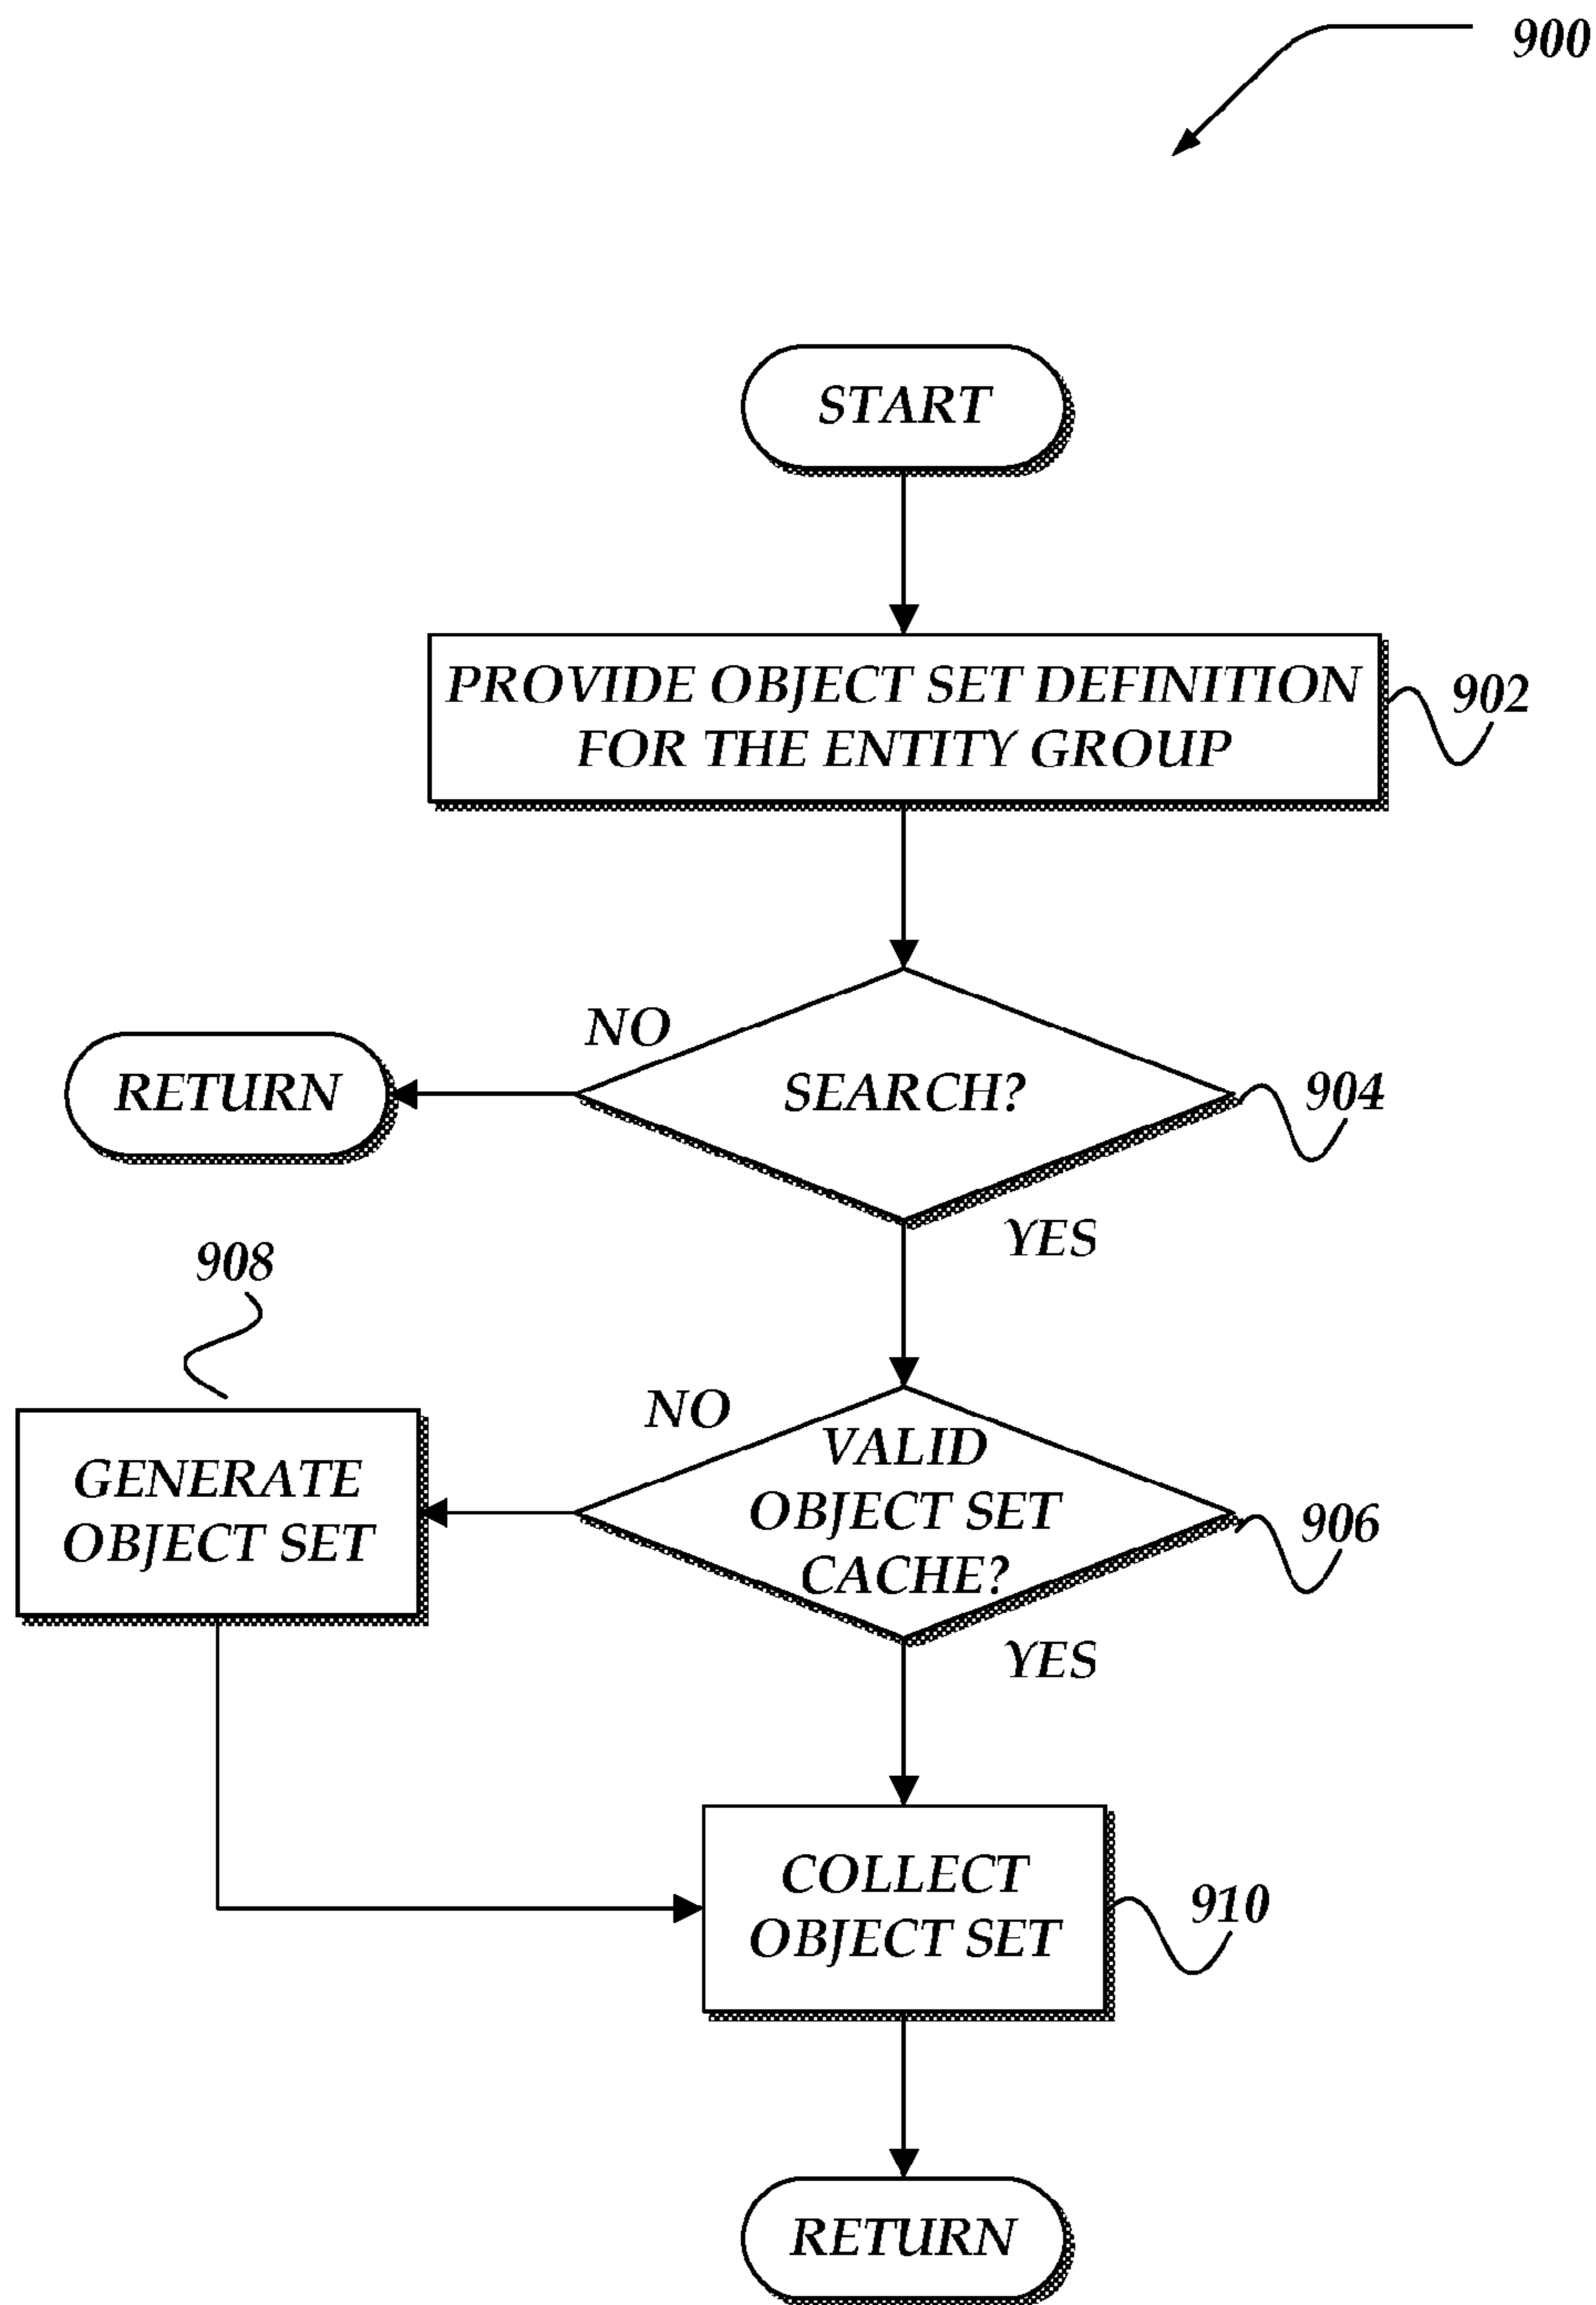 900
START
PROVIDE OBJECT SET DEFINITION
FOR THE ENTITY GROUP
902
NO
RETURN
SEARCH?
904
YES
908
NO
GENERATE
OBJECT SET
VALID
OBJECT SET
CACHE?
906
YES
COLLECT
OBJECT SET
910
RETURN